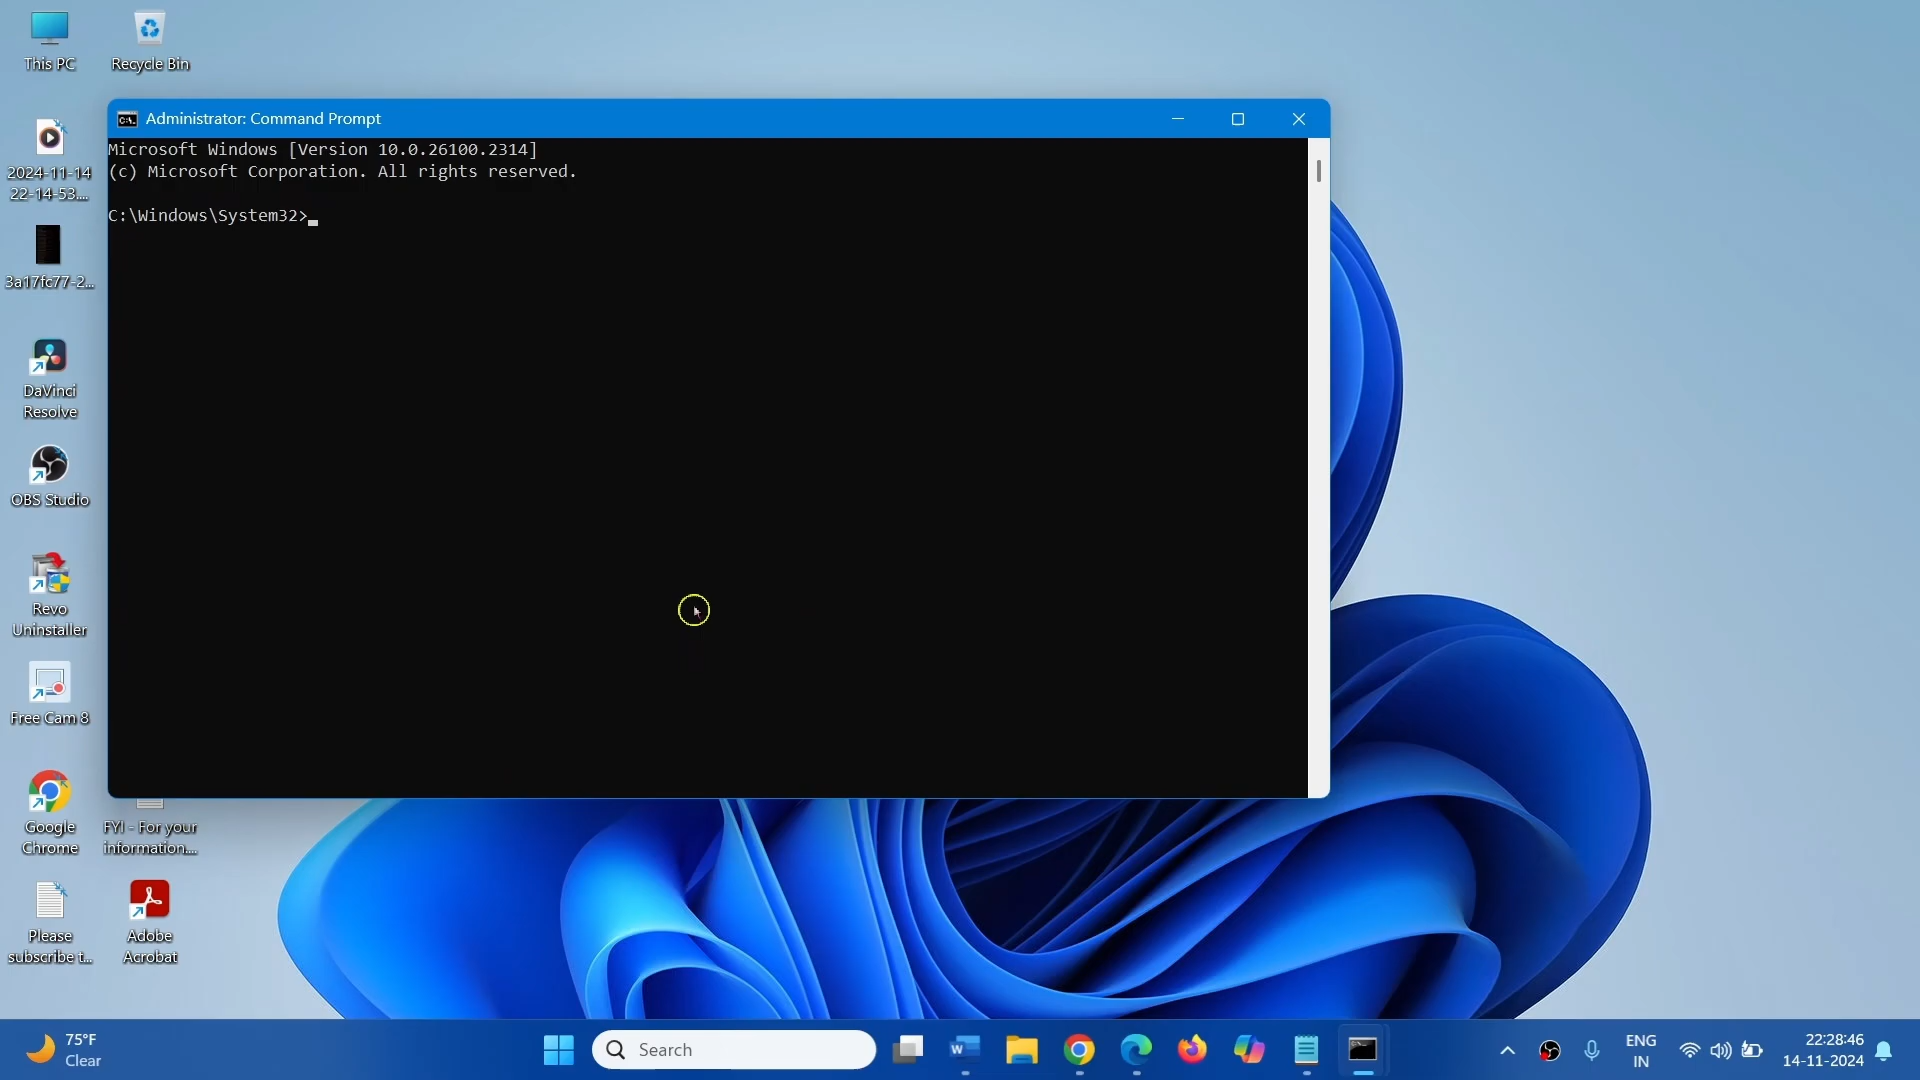 This PC
Recycle Bin
2024-11-14
22-14-53....
3a17fc77-2...
DaVinci
Resolve
OBS Studio
Revo
Uninstaller
Free Cam 8
Google
Chrome
FYI - For your
information....
Please
subscribe t...
Adobe
Acrobat
Administrator: Command Prompt
Microsoft Windows [Version 10.0.26100.2314]
(c) Microsoft Corporation. All rights reserved.
C:\Windows\System32>
75°F
Clear
Search
ENG
IN
22:28:46
14-11-2024